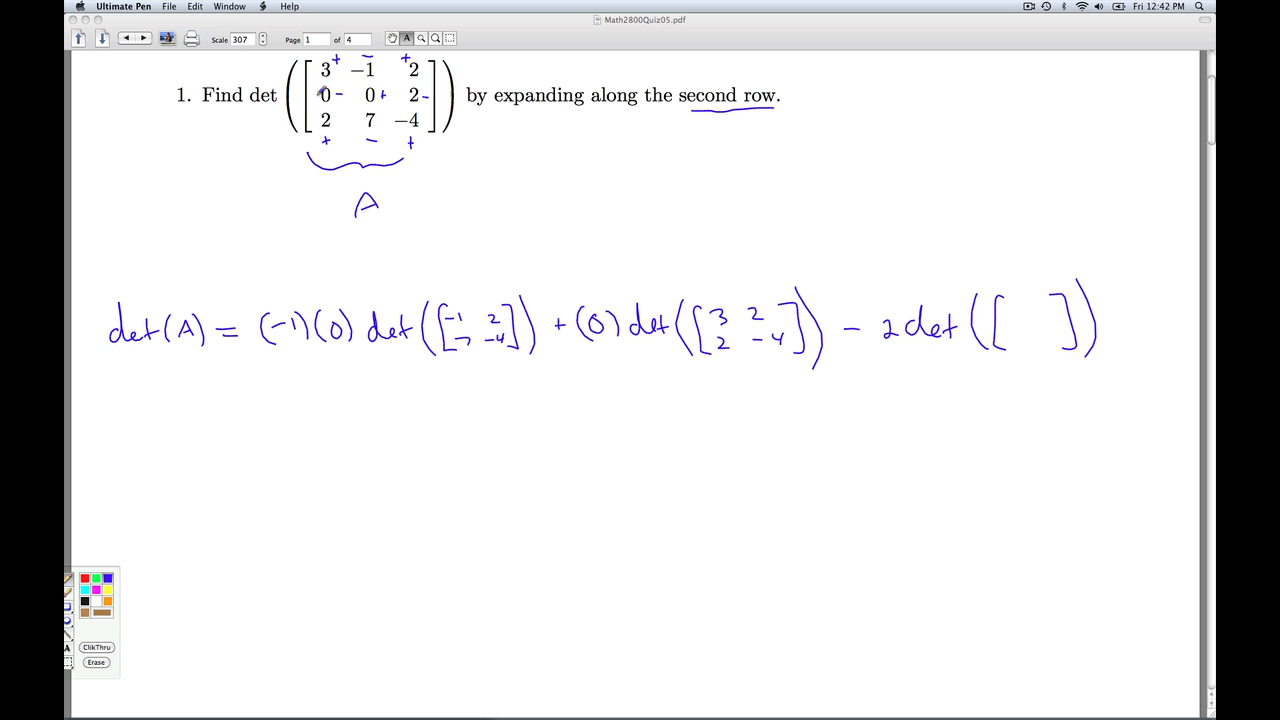 Ultimate Pen File Edit Window Help Fri 12:42 PM
Math2800Quiz05.pdf
Scale 307 Page 1 of 4 A
+ − +
3 −1 2
1. Find det ([0 − 0 + 2 −]) by expanding along the second row.
2 7 −4
+ − +
A
det(A) = (-1)(0) det([-1 2 7 -4]) + (0) det([3 2 2 -4]) - 2 det([ ])
A
ClikThru
Erase